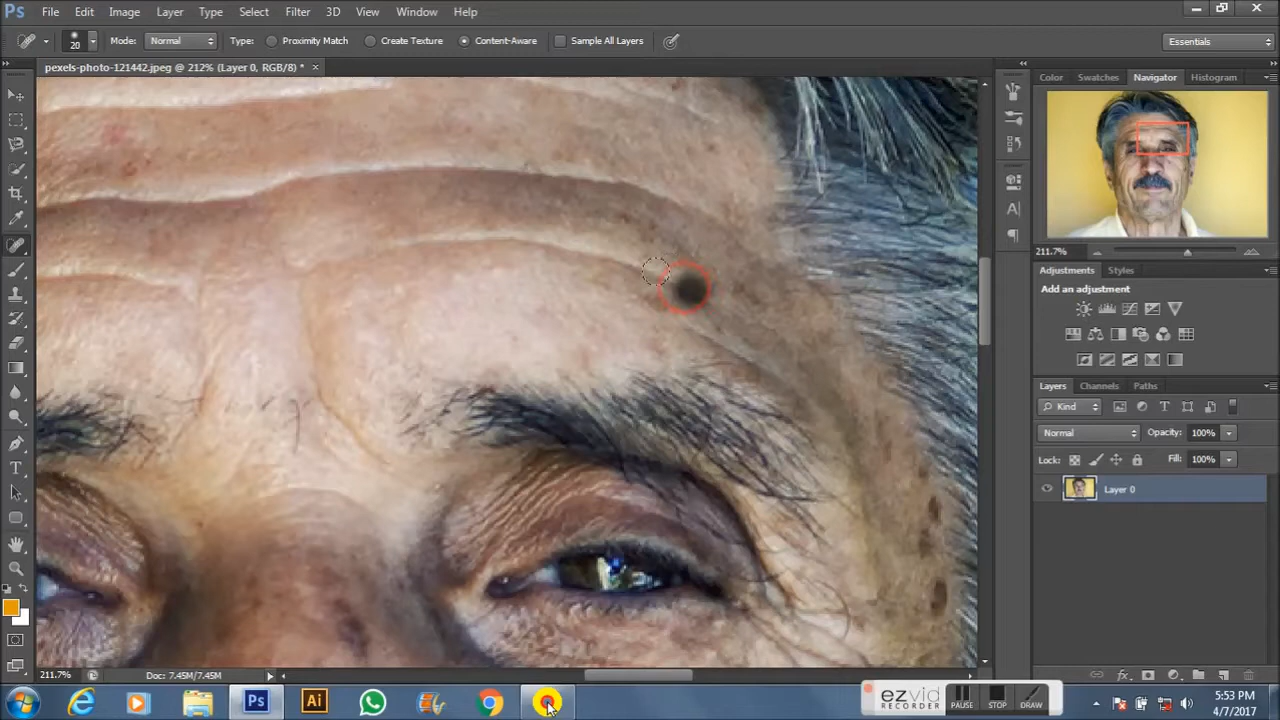 Ps File Edit Image Layer Type Select Filter 3D View Window Help
20 Mode: Normal Type: Proximity Match Create Texture Content-Aware Sample All Layers Essentials
pexels-photo-121442.jpeg @ 212% (Layer 0, RGB/8) * ×
Color Swatches Navigator Histogram
211.7%
Adjustments Styles
Add an adjustment
Layers Channels Paths
Kind
Normal Opacity: 100%
Lock: Fill: 100%
Layer 0
211.7% Doc: 7.45M/7.45M
Ps Ai
ezvid RECORDER PAUSE STOP DRAW
5:53 PM
4/7/2017